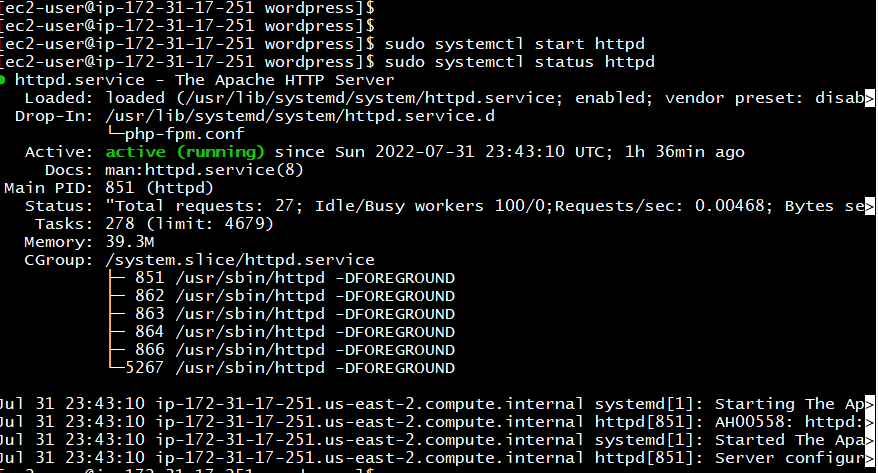 [ec2-user@ip-172-31-17-251 wordpress]$
[ec2-user@ip-172-31-17-251 wordpress]$
[ec2-user@ip-172-31-17-251 wordpress]$ sudo systemctl start httpd
[ec2-user@ip-172-31-17-251 wordpress]$ sudo systemctl status httpd
● httpd.service - The Apache HTTP Server
   Loaded: loaded (/usr/lib/systemd/system/httpd.service; enabled; vendor preset: disab>
  Drop-In: /usr/lib/systemd/system/httpd.service.d
           └─php-fpm.conf
   Active: active (running) since Sun 2022-07-31 23:43:10 UTC; 1h 36min ago
     Docs: man:httpd.service(8)
 Main PID: 851 (httpd)
   Status: "Total requests: 27; Idle/Busy workers 100/0;Requests/sec: 0.00468; Bytes se>
    Tasks: 278 (limit: 4679)
   Memory: 39.3M
   CGroup: /system.slice/httpd.service
           ├─ 851 /usr/sbin/httpd -DFOREGROUND
           ├─ 862 /usr/sbin/httpd -DFOREGROUND
           ├─ 863 /usr/sbin/httpd -DFOREGROUND
           ├─ 864 /usr/sbin/httpd -DFOREGROUND
           ├─ 866 /usr/sbin/httpd -DFOREGROUND
           └─5267 /usr/sbin/httpd -DFOREGROUND
Jul 31 23:43:10 ip-172-31-17-251.us-east-2.compute.internal systemd[1]: Starting The Ap>
Jul 31 23:43:10 ip-172-31-17-251.us-east-2.compute.internal httpd[851]: AH00558: httpd:>
Jul 31 23:43:10 ip-172-31-17-251.us-east-2.compute.internal systemd[1]: Started The Apa>
Jul 31 23:43:10 ip-172-31-17-251.us-east-2.compute.internal httpd[851]: Server configur>
[ec2-user@ip-172-31-17-251 wordpress]$